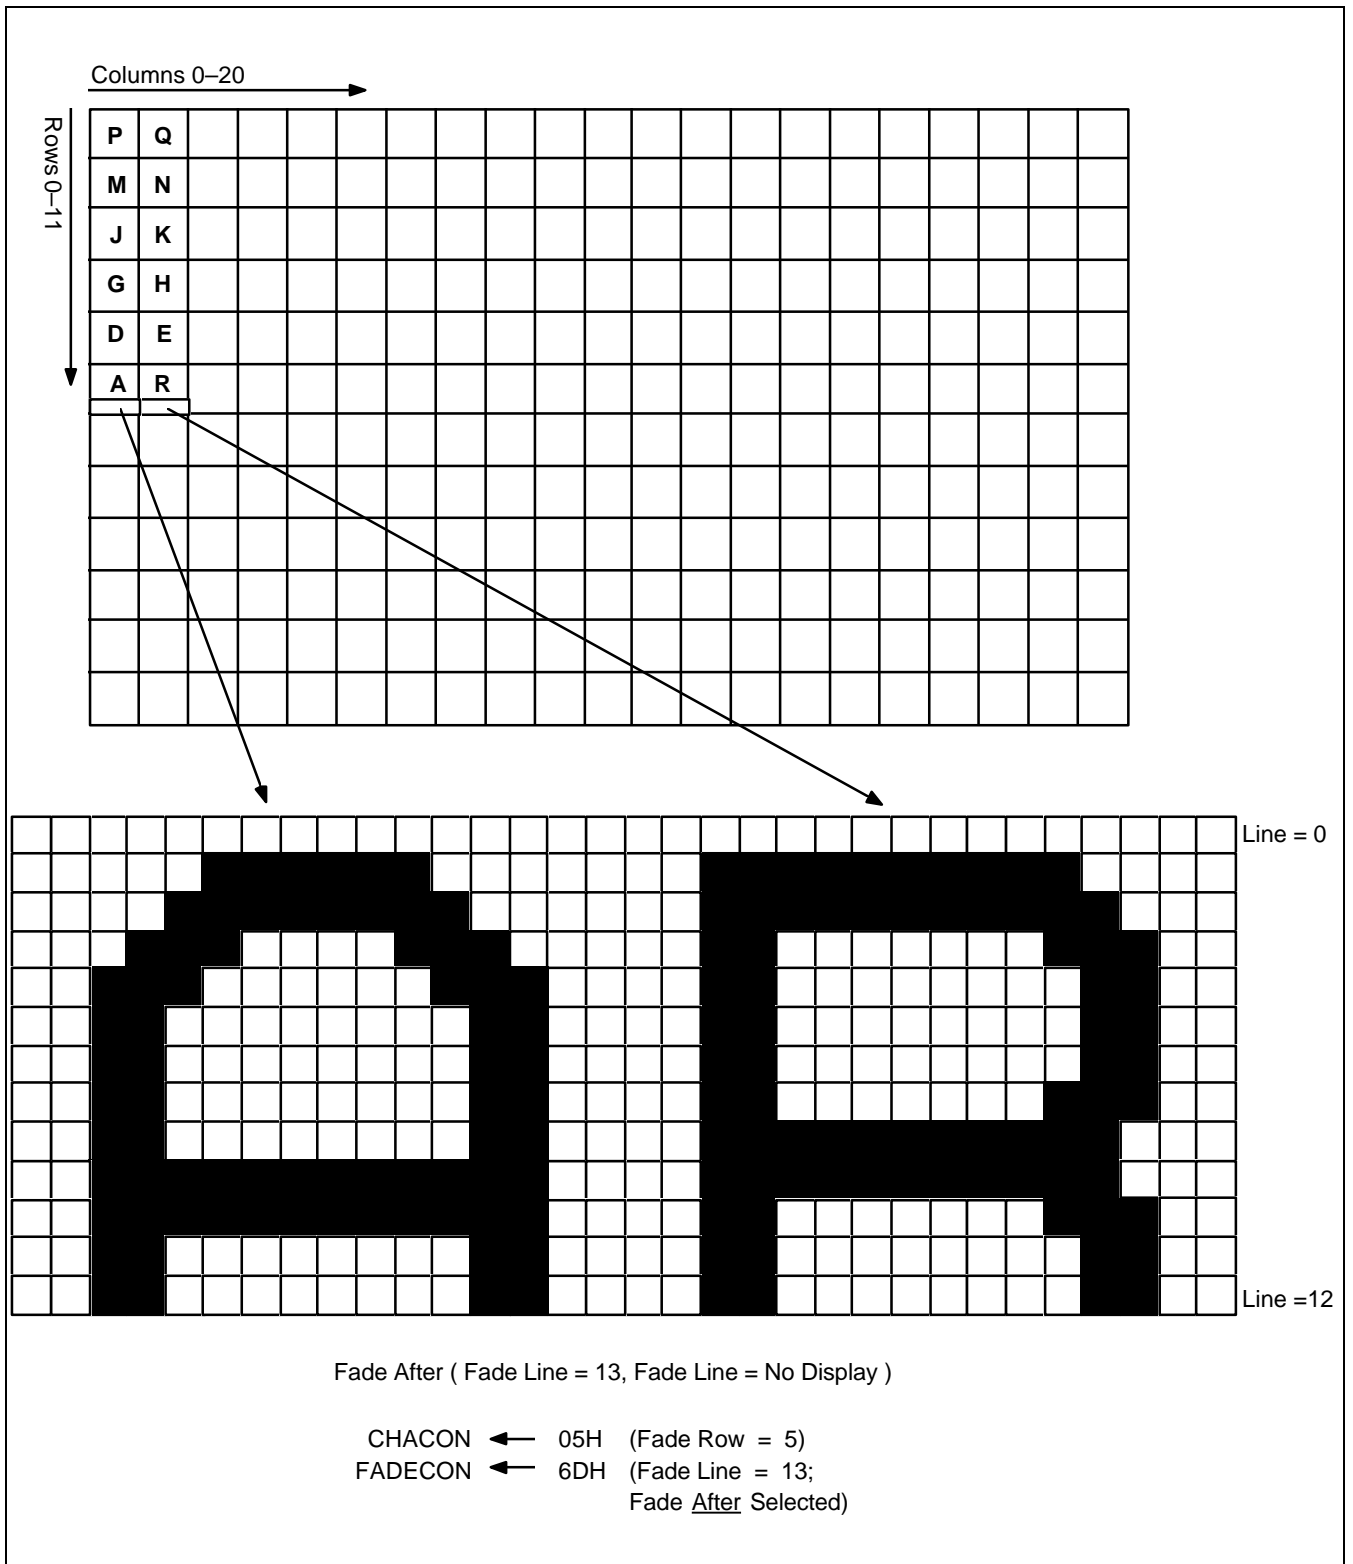 Columns 0–20
Rows 0–11
P Q
M N
J K
G H
D E
A R
Line = 0
Line =12
Fade After ( Fade Line = 13, Fade Line = No Display )
CHACON 05H (Fade Row = 5)
FADECON 6DH (Fade Line = 13;
Fade After Selected)